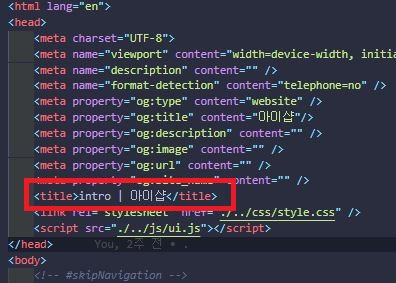 <html lang="en">
<head>
<meta charset="UTF-8">
<meta name="viewport" content="width=device-width, initia
<meta name="description" content="" />
<meta name="format-detection" content="telephone=no" />
<meta property="og:type" content="website" />
<meta property="og:title" content="아이샵"/>
<meta property="og:description" content="" />
<meta property="og:image" content="" />
<meta property="og:url" content="" />
<meta property="og:site_name" content="" />
<title>intro | 아이샵</title>
<link rel="stylesheet" href="./../css/style.css" />
<script src="./../js/ui.js"></script>
</head> You, 2주 전 • .
<body>
<!-- #skipNavigation -->